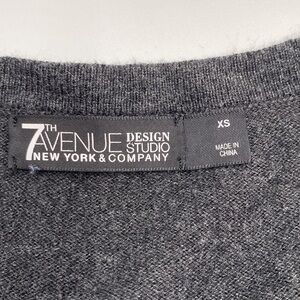 7TH AVENUE DESIGN STUDIO
NEW YORK & COMPANY
XS
MADE IN
CHINA